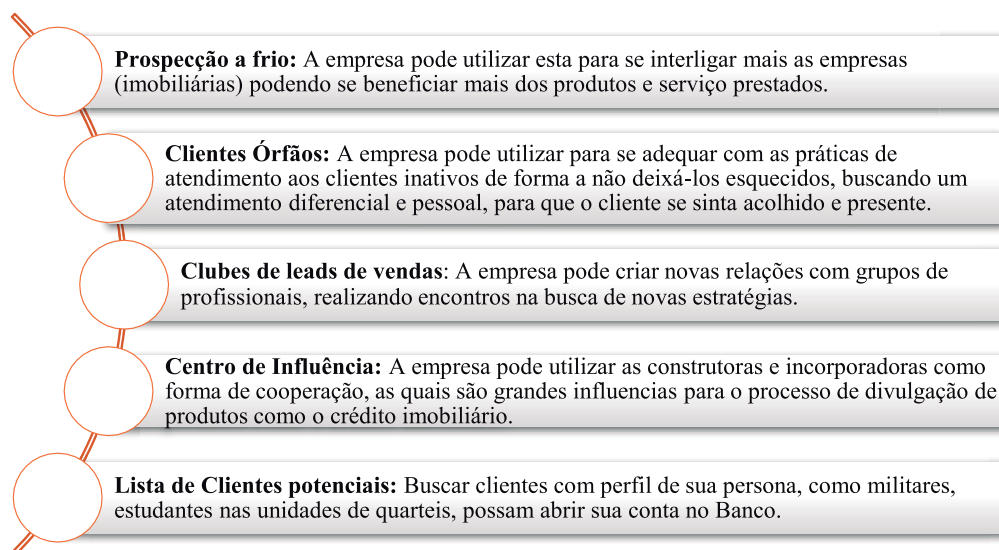 Prospecção a frio: A empresa pode utilizar esta para se interligar mais as empresas
(imobiliárias) podendo se beneficiar mais dos produtos e serviço prestados.
Clientes Órfãos: A empresa pode utilizar para se adequar com as práticas de
atendimento aos clientes inativos de forma a não deixá-los esquecidos, buscando um
atendimento diferencial e pessoal, para que o cliente se sinta acolhido e presente.
Clubes de leads de vendas: A empresa pode criar novas relações com grupos de
profissionais, realizando encontros na busca de novas estratégias.
Centro de Influência: A empresa pode utilizar as construtoras e incorporadoras como
forma de cooperação, as quais são grandes influencias para o processo de divulgação de
produtos como o crédito imobiliário.
Lista de Clientes potenciais: Buscar clientes com perfil de sua persona, como militares,
estudantes nas unidades de quarteis, possam abrir sua conta no Banco.